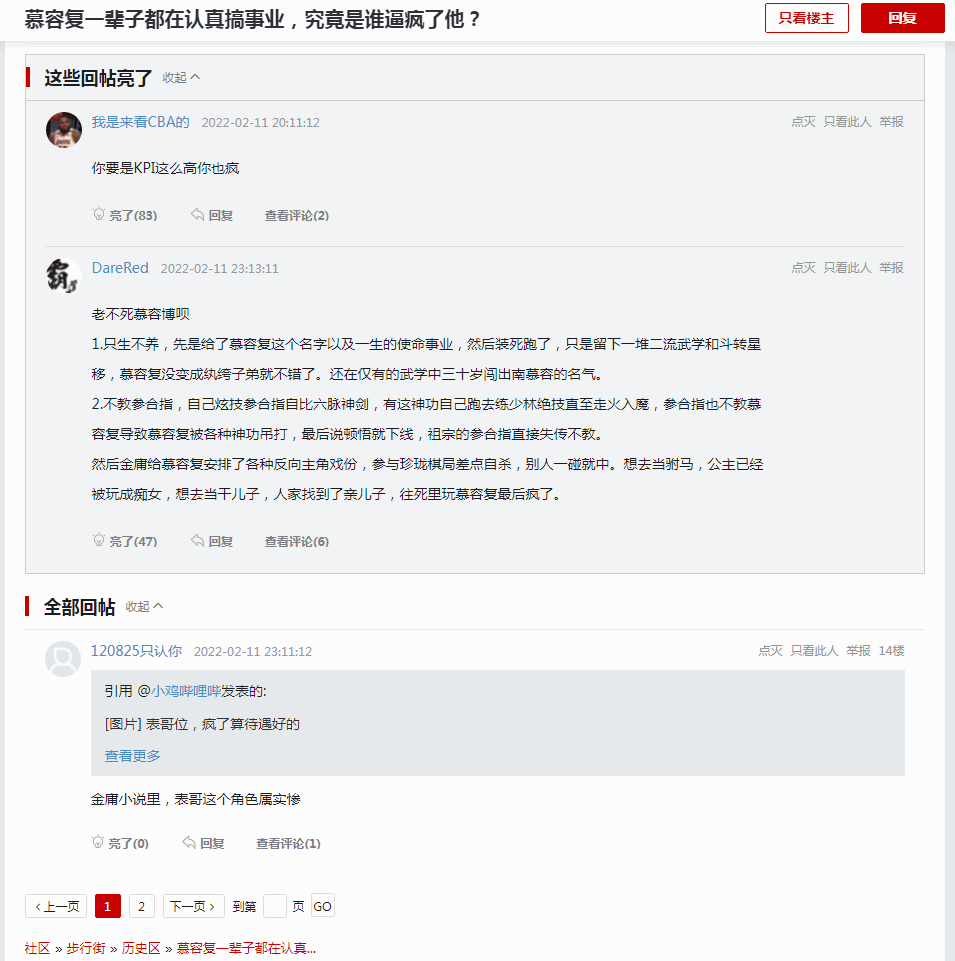 慕容复一辈子都在认真搞事业，究竟是谁逼疯了他？
只看楼主
回复
这些回帖亮了 收起
我是来看CBA的 2022-02-11 20:11:12 点灭 只看此人 举报
你要是KPI这么高你也疯
亮了(83) 回复 查看评论(2)
DareRed 2022-02-11 23:13:11 点灭 只看此人 举报
老不死慕容博呗
1.只生不养，先是给了慕容复这个名字以及一生的使命事业，然后装死跑了，只是留下一堆二流武学和斗转星
移，慕容复没变成纨绔子弟就不错了。还在仅有的武学中三十岁闯出南慕容的名气。
2.不教参合指，自己炫技参合指自比六脉神剑，有这神功自己跑去练少林绝技直至走火入魔，参合指也不教慕
容复导致慕容复被各种神功吊打，最后说顿悟就下线，祖宗的参合指直接失传不教。
然后金庸给慕容复安排了各种反向主角戏份，参与珍珑棋局差点自杀，别人一碰就中。想去当驸马，公主已经
被玩成痴女，想去当干儿子，人家找到了亲儿子，往死里玩慕容复最后疯了。
亮了(47) 回复 查看评论(6)
全部回帖 收起
120825只认你 2022-02-11 23:11:12 点灭 只看此人 举报 14楼
引用 @小鸡哔哩哔发表的:
[图片] 表哥位，疯了算待遇好的
查看更多
金庸小说里，表哥这个角色属实惨
亮了(0) 回复 查看评论(1)
‹ 上一页 1 2 下一页 › 到第 页 GO
社区 » 步行街 » 历史区 » 慕容复一辈子都在认真...